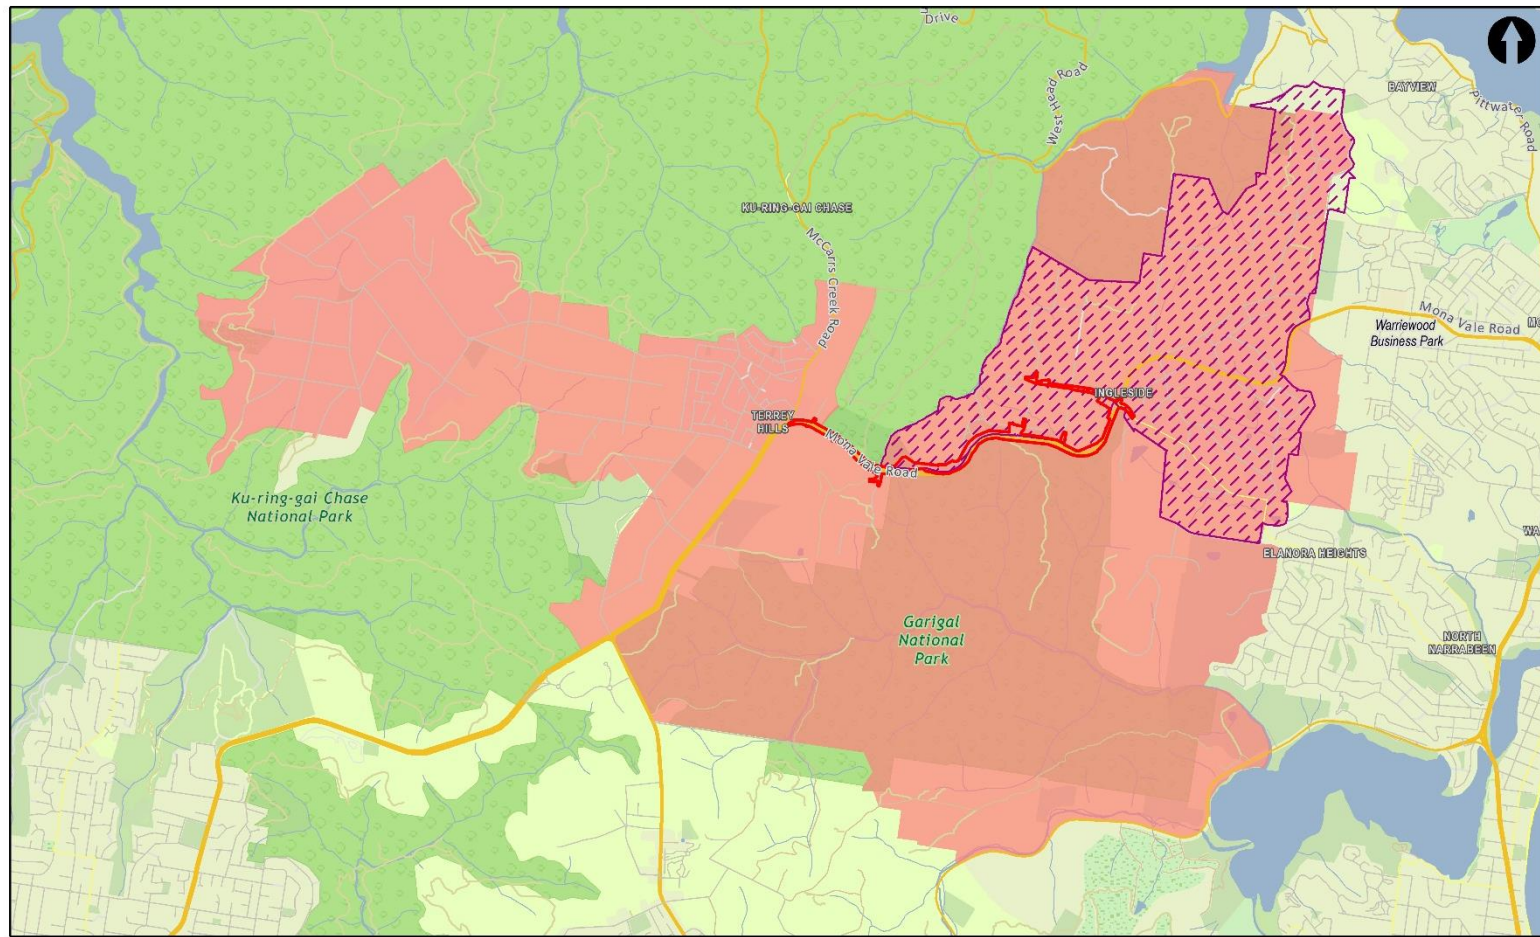 Drive
West Head Road
BAYVIEW
Pittwater Road
KU-RING-GAI CHASE
McCarrs Creek Road
Mona Vale Road
Warriewood
Business Park
INGLESIDE
TERREY
HILLS
Mona Vale Road
Ku-ring-gai Chase
National Park
ELANORA HEIGHTS
Garigal
National
Park
NORTH
NARRABEEN